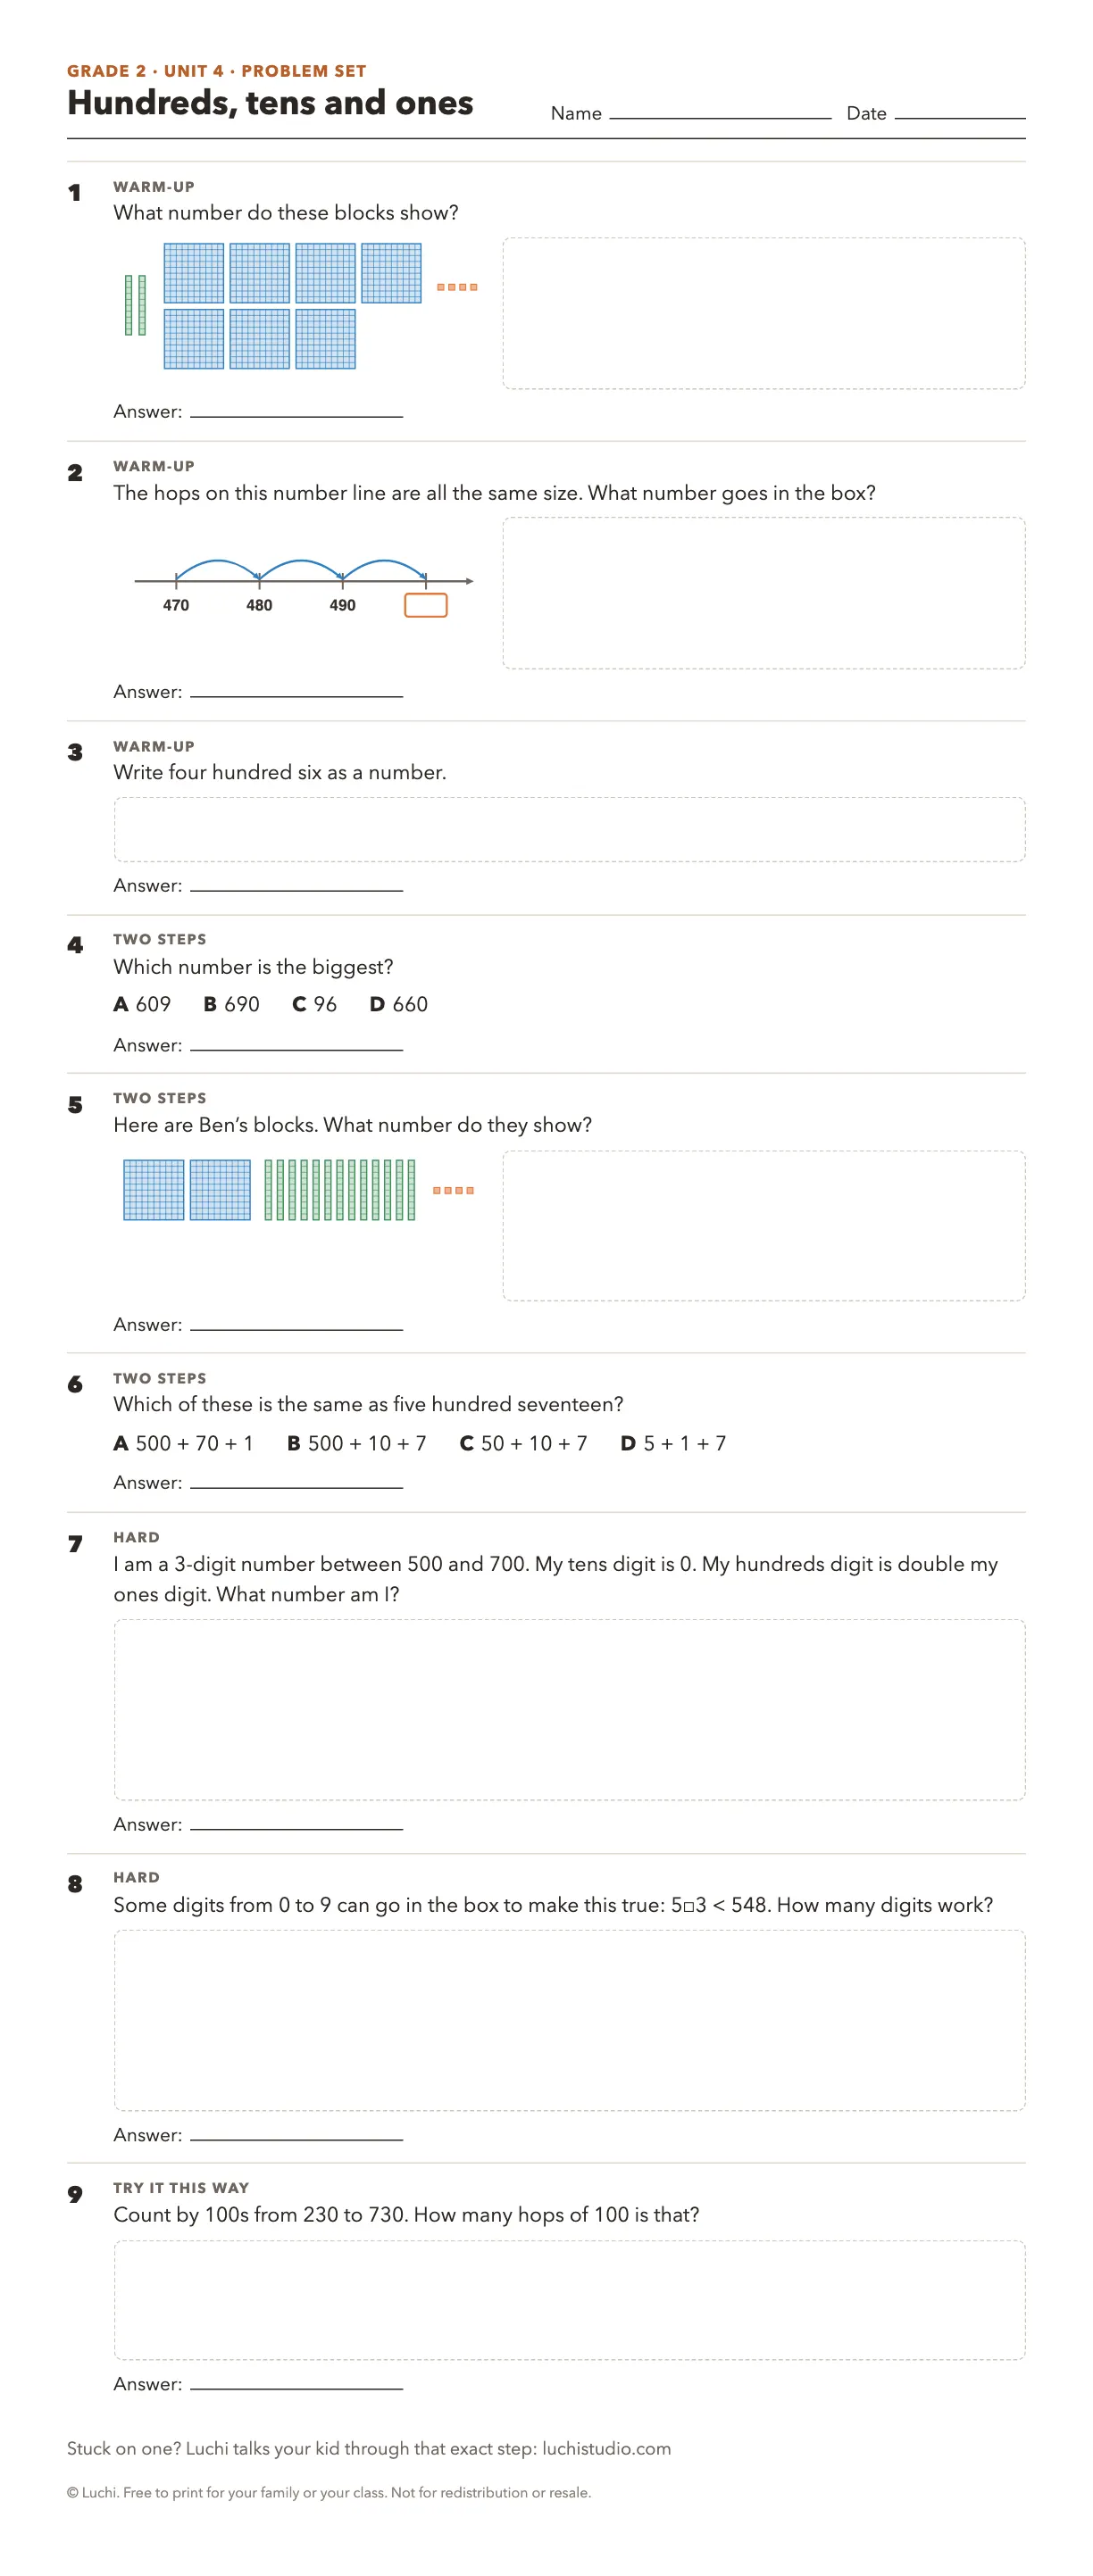 GRADE 2 · UNIT 4 · PROBLEM SET
Hundreds, tens and ones
Name
Date
1
WARM-UP
What number do these blocks show?
Answer:
2
WARM-UP
The hops on this number line are all the same size. What number goes in the box?
470 480 490
Answer:
3
WARM-UP
Write four hundred six as a number.
Answer:
4
TWO STEPS
Which number is the biggest?
A 609 B 690 C 96 D 660
Answer:
5
TWO STEPS
Here are Ben’s blocks. What number do they show?
Answer:
6
TWO STEPS
Which of these is the same as five hundred seventeen?
A 500 + 70 + 1 B 500 + 10 + 7 C 50 + 10 + 7 D 5 + 1 + 7
Answer:
7
HARD
I am a 3-digit number between 500 and 700. My tens digit is 0. My hundreds digit is double my
ones digit. What number am I?
Answer:
8
HARD
Some digits from 0 to 9 can go in the box to make this true: 5□3 < 548. How many digits work?
Answer:
9
TRY IT THIS WAY
Count by 100s from 230 to 730. How many hops of 100 is that?
Answer:
Stuck on one? Luchi talks your kid through that exact step: luchistudio.com
© Luchi. Free to print for your family or your class. Not for redistribution or resale.